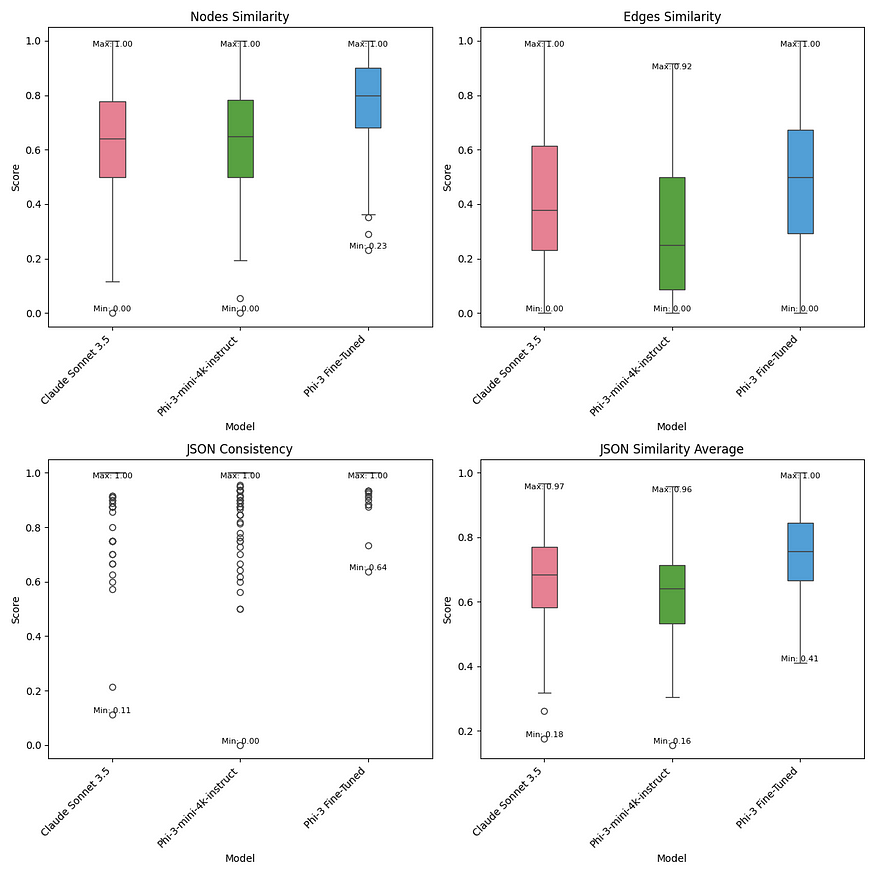 Nodes Similarity
Score
1.0
0.8
0.6
0.4
0.2
0.0
Max: 1.00
Max: 1.00
Max: 1.00
Min: 0.00
Min: 0.00
Min: 0.23
Claude Sonnet 3.5
Phi-3-mini-4k-instruct
Phi-3 Fine-Tuned
Model
Edges Similarity
Score
1.0
0.8
0.6
0.4
0.2
0.0
Max: 1.00
Max: 0.92
Max: 1.00
Min: 0.00
Min: 0.00
Min: 0.00
Claude Sonnet 3.5
Phi-3-mini-4k-instruct
Phi-3 Fine-Tuned
Model
JSON Consistency
Score
1.0
0.8
0.6
0.4
0.2
0.0
Max: 1.00
Max: 1.00
Max: 1.00
Min: 0.11
Min: 0.00
Min: 0.64
Claude Sonnet 3.5
Phi-3-mini-4k-instruct
Phi-3 Fine-Tuned
Model
JSON Similarity Average
Score
1.0
0.8
0.6
0.4
0.2
Max: 0.97
Max: 0.96
Max: 1.00
Min: 0.18
Min: 0.16
Min: 0.41
Claude Sonnet 3.5
Phi-3-mini-4k-instruct
Phi-3 Fine-Tuned
Model